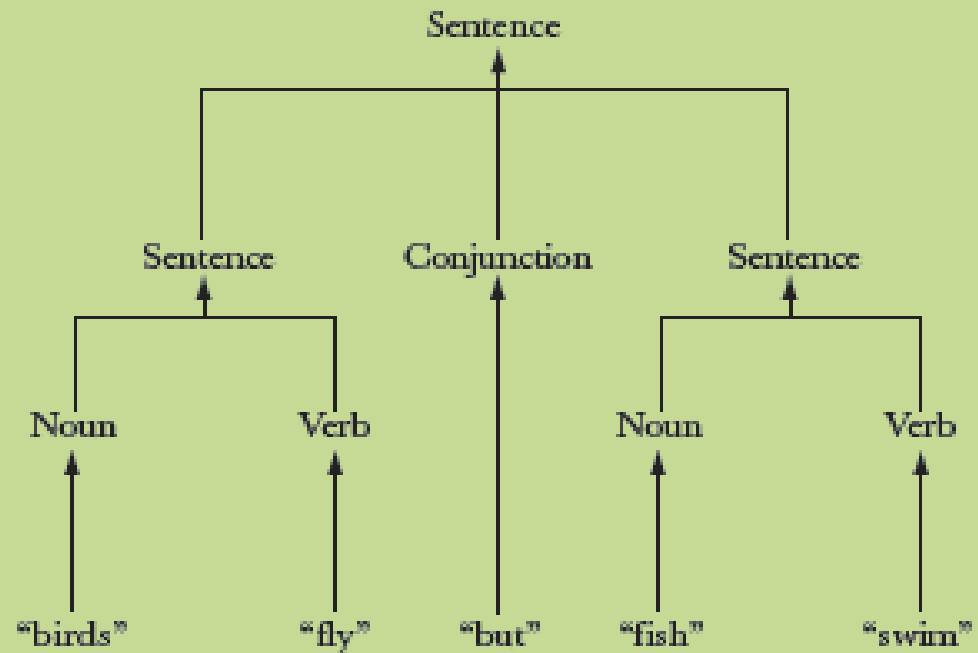 Sentence
Sentence Conjunction Sentence
Noun Verb Noun Verb
“birds” “fly” “but” “fish” “swim”